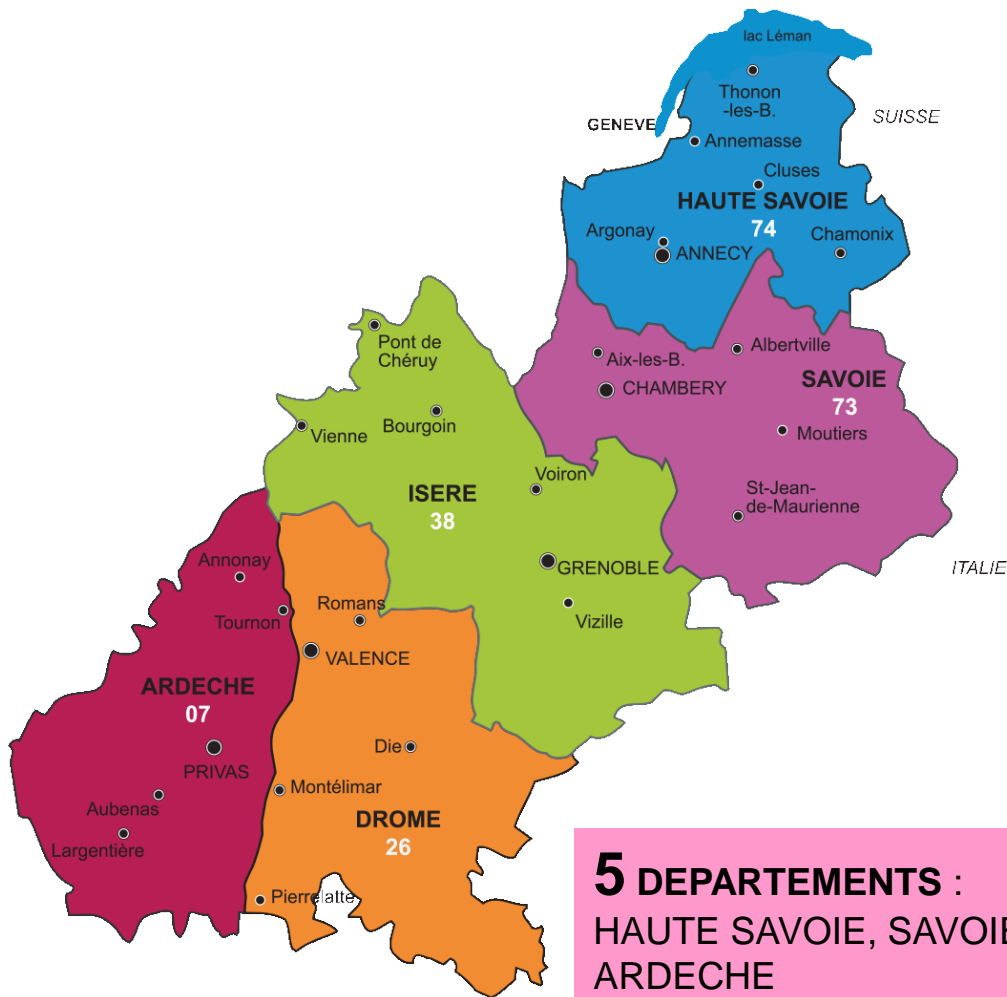 lac Léman
Thonon
-les-B.
SUISSE
GENEVE
Annemasse
Cluses
HAUTE SAVOIE
74
Argonay
ANNECY
Chamonix
Pont de
Chéruy
Aix-les-B.
Albertville
CHAMBERY
SAVOIE
73
Vienne
Bourgoin
Moutiers
Voiron
ISERE
38
St-Jean-
de-Maurienne
Annonay
GRENOBLE
ITALIE
Romans
Tournon
Vizille
VALENCE
ARDECHE
07
PRIVAS
Die
Montélimar
Aubenas
DROME
26
Largentière
Pierrelatte
5 DEPARTEMENTS :
HAUTE SAVOIE, SAVOIE
ARDECHE